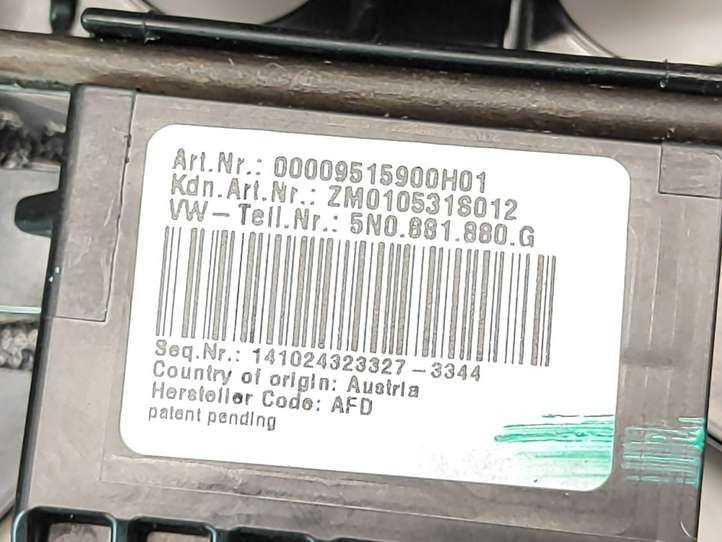 Art.Nr.: 00009515900H01
Kdn.Art.Nr.: ZM010531S012
VW-Teil.Nr.: 5N0.881.880.G
Seq.Nr.: 141024323327-3344
Country of origin: Austria
Hersteller Code: AFD
patent pending